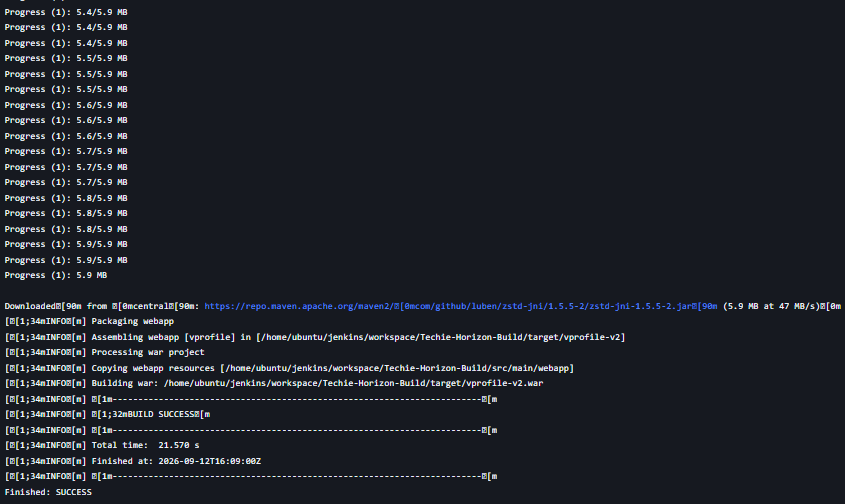 Progress (1): 5.4/5.9 MB
Progress (1): 5.4/5.9 MB
Progress (1): 5.4/5.9 MB
Progress (1): 5.5/5.9 MB
Progress (1): 5.5/5.9 MB
Progress (1): 5.5/5.9 MB
Progress (1): 5.6/5.9 MB
Progress (1): 5.6/5.9 MB
Progress (1): 5.6/5.9 MB
Progress (1): 5.7/5.9 MB
Progress (1): 5.7/5.9 MB
Progress (1): 5.7/5.9 MB
Progress (1): 5.8/5.9 MB
Progress (1): 5.8/5.9 MB
Progress (1): 5.8/5.9 MB
Progress (1): 5.9/5.9 MB
Progress (1): 5.9/5.9 MB
Progress (1): 5.9 MB
Downloaded␛[90m from ␛[0mcentral␛[90m: https://repo.maven.apache.org/maven2/␛[0mcom/github/luben/zstd-jni/1.5.5-2/zstd-jni-1.5.5-2.jar␛[90m (5.9 MB at 47 MB/s)␛[0m
[␛[1;34mINFO␛[m] Packaging webapp
[␛[1;34mINFO␛[m] Assembling webapp [vprofile] in [/home/ubuntu/jenkins/workspace/Techie-Horizon-Build/target/vprofile-v2]
[␛[1;34mINFO␛[m] Processing war project
[␛[1;34mINFO␛[m] Copying webapp resources [/home/ubuntu/jenkins/workspace/Techie-Horizon-Build/src/main/webapp]
[␛[1;34mINFO␛[m] Building war: /home/ubuntu/jenkins/workspace/Techie-Horizon-Build/target/vprofile-v2.war
[␛[1;34mINFO␛[m] ␛[1m------------------------------------------------------------------------␛[m
[␛[1;34mINFO␛[m] ␛[1;32mBUILD SUCCESS␛[m
[␛[1;34mINFO␛[m] ␛[1m------------------------------------------------------------------------␛[m
[␛[1;34mINFO␛[m] Total time:  21.570 s
[␛[1;34mINFO␛[m] Finished at: 2026-09-12T16:09:00Z
[␛[1;34mINFO␛[m] ␛[1m------------------------------------------------------------------------␛[m
Finished: SUCCESS